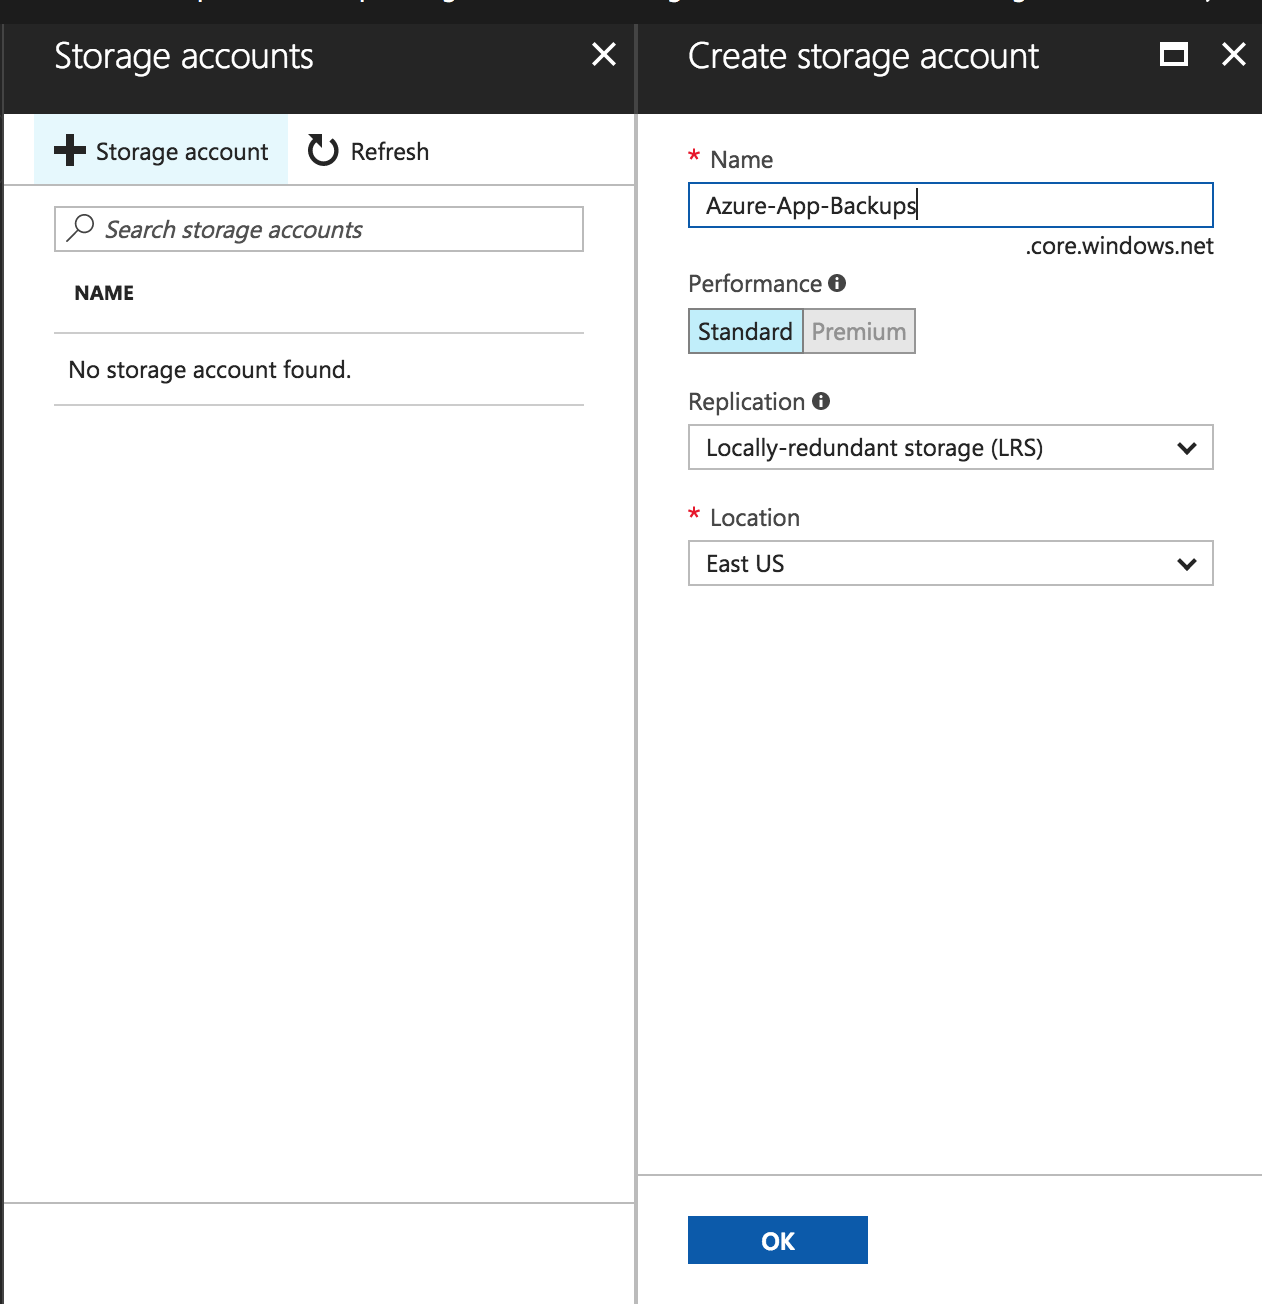 Storage accounts
Storage account
Refresh
Search storage accounts
NAME
No storage account found.
Create storage account
* Name
Azure-App-Backups
.core.windows.net
Performance
Standard
Premium
Replication
Locally-redundant storage (LRS)
* Location
East US
OK